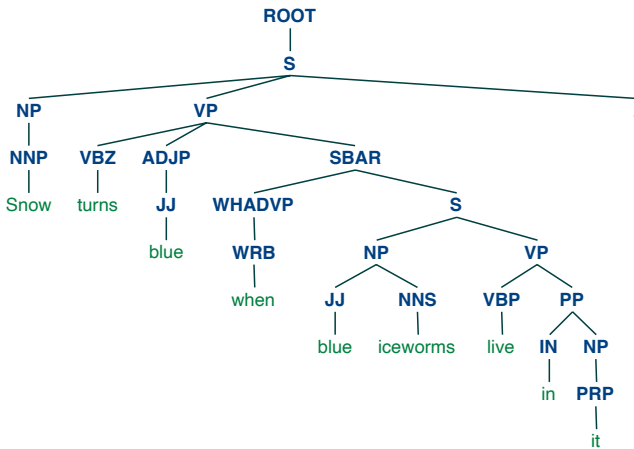 ROOT
S
NP VP
NNP VBZ ADJP SBAR
Snow turns JJ WHADVP S
blue WRB NP VP
when JJ NNS VBP PP
blue iceworms live IN NP
in PRP
it